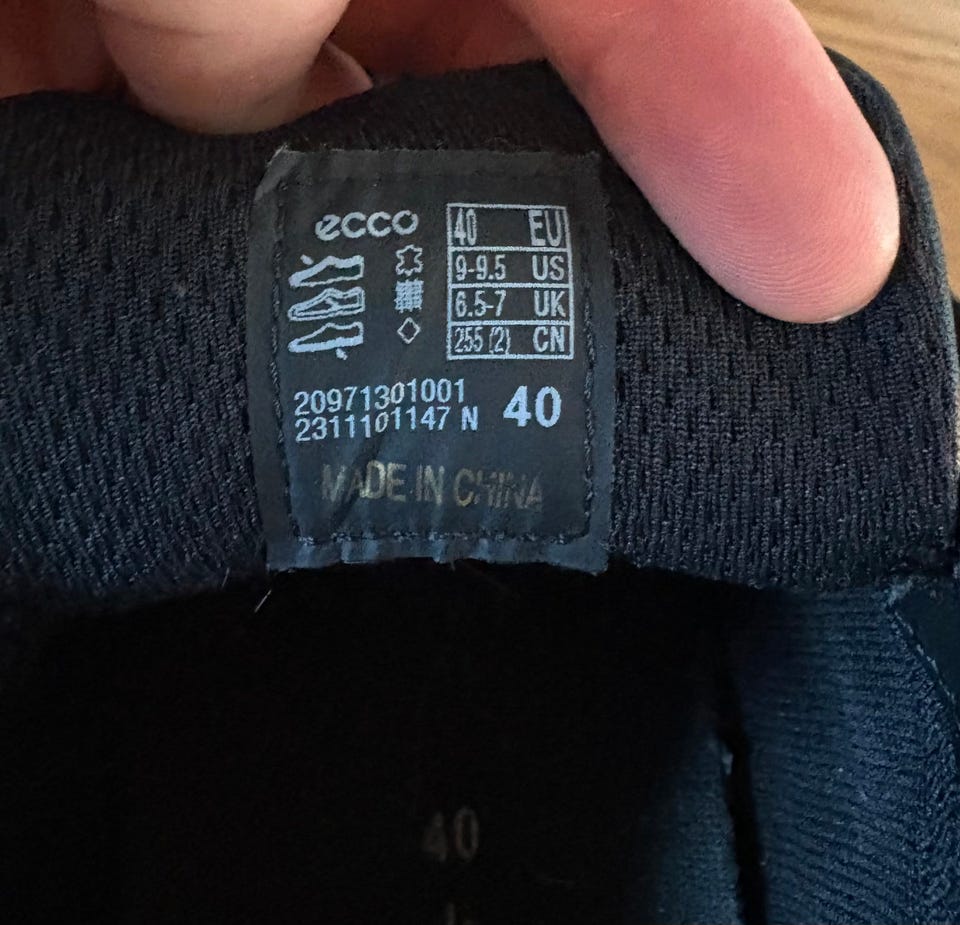 ecco
40 EU
9-9.5 US
6.5-7 UK
255 (2) CN
20971301001
2311101147 N
40
MADE IN CHINA
40